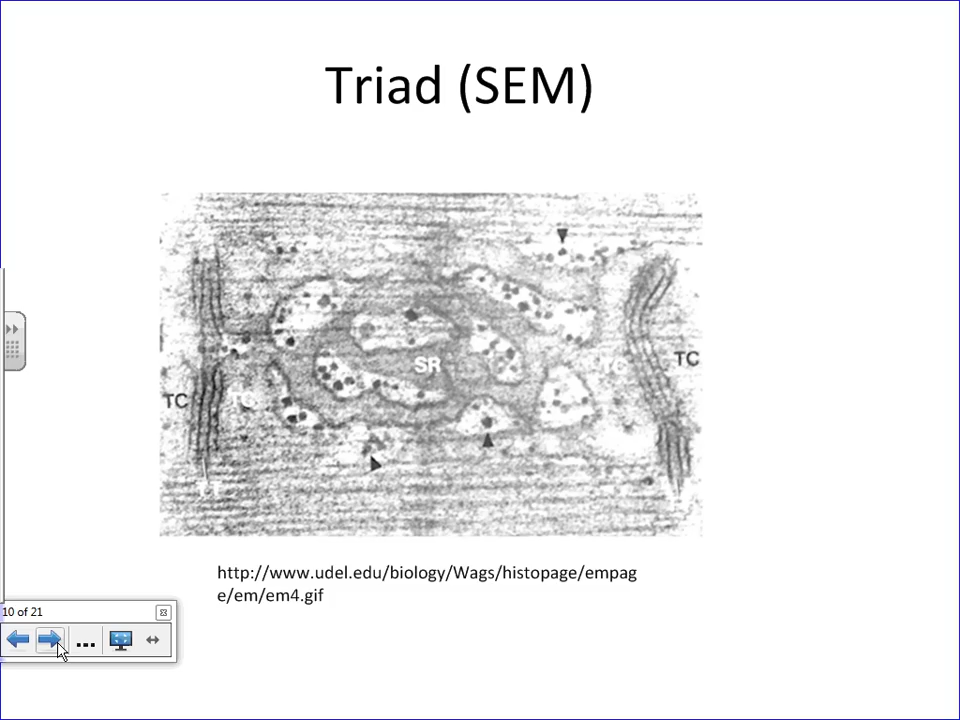 Triad (SEM)
SR
TC
TC
TC
TC
http://www.udel.edu/biology/Wags/histopage/empag
e/em/em4.gif
10 of 21
...